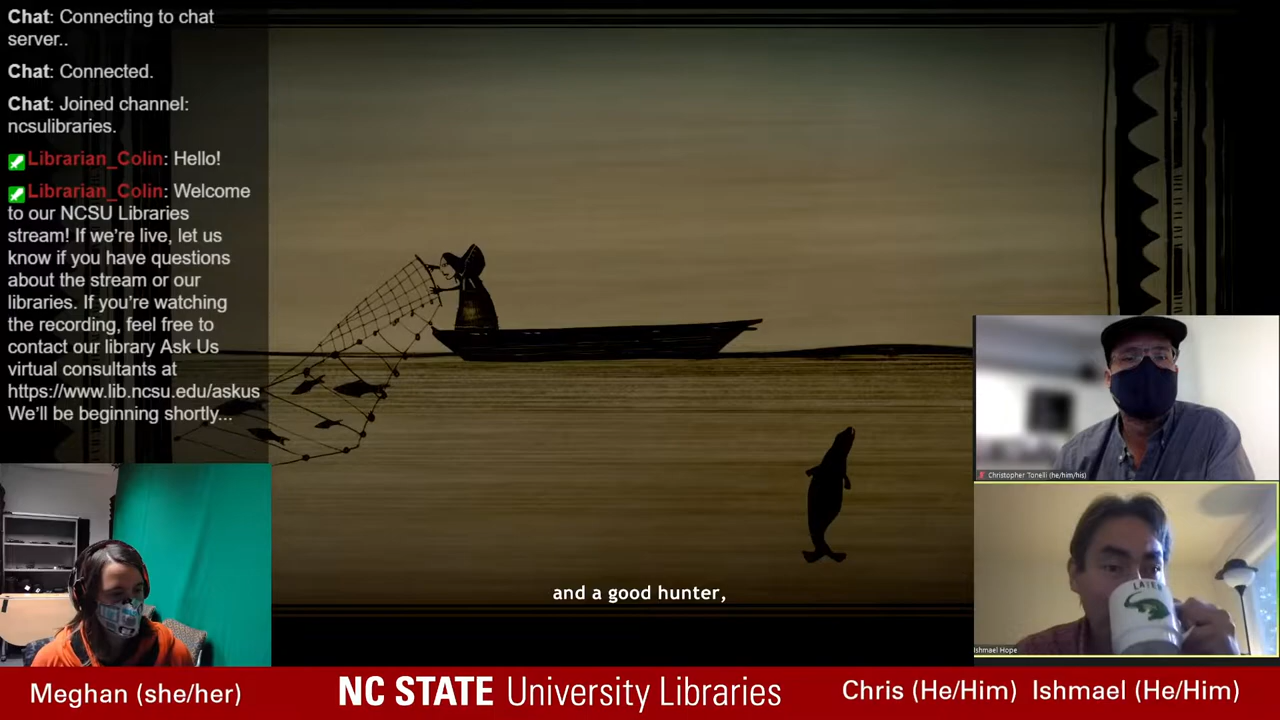 Chat: Connecting to chat
server..
Chat: Connected.
Chat: Joined channel:
ncsulibraries.
Librarian_Colin: Hello!
Librarian_Colin: Welcome
to our NCSU Libraries
stream! If we're live, let us
know if you have questions
about the stream or our
libraries. If you're watching
the recording, feel free to
contact our library Ask Us
virtual consultants at
https://www.lib.ncsu.edu/askus
We'll be beginning shortly...
and a good hunter,
Christopher Tonelli (he/him/his)
Ishmael Hope
Meghan (she/her)
NC STATE University Libraries
Chris (He/Him) Ishmael (He/Him)